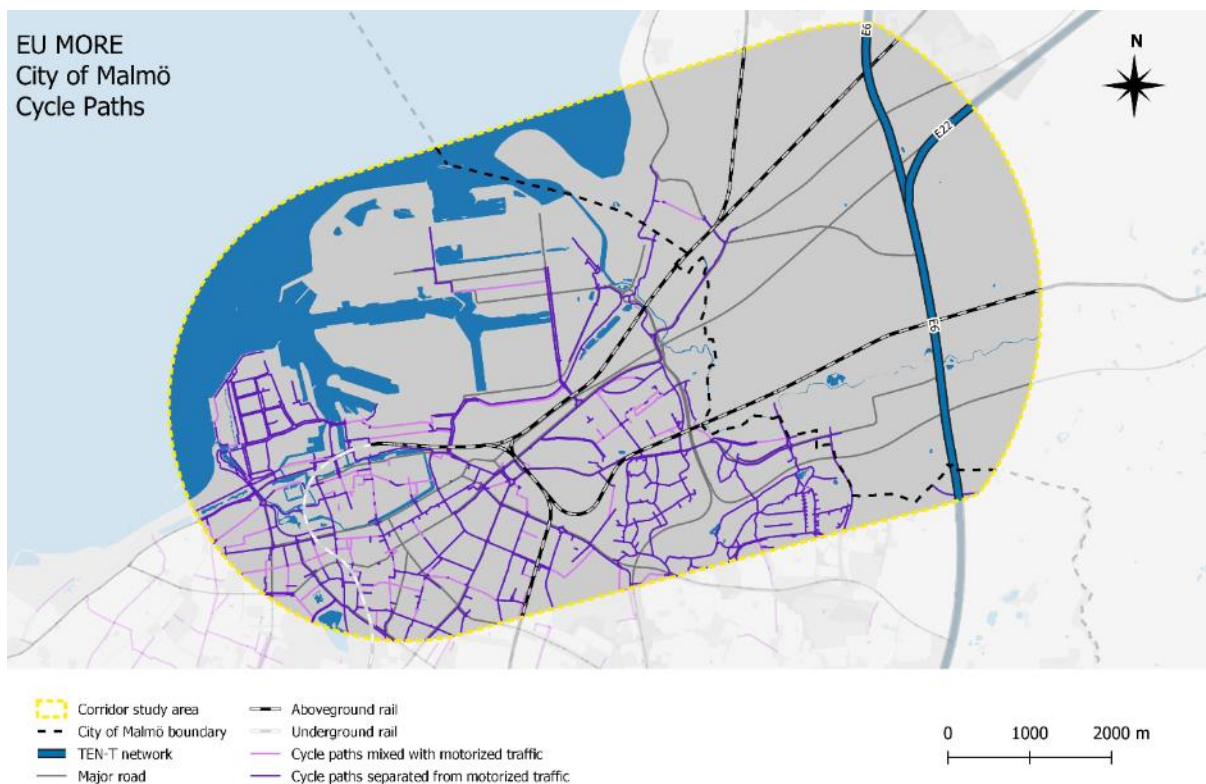 EU MORE
City of Malmö
Cycle Paths
N
E6
E22
E6
Corridor study area
City of Malmö boundary
TEN-T network
Major road
Aboveground rail
Underground rail
Cycle paths mixed with motorized traffic
Cycle paths separated from motorized traffic
0 1000 2000 m